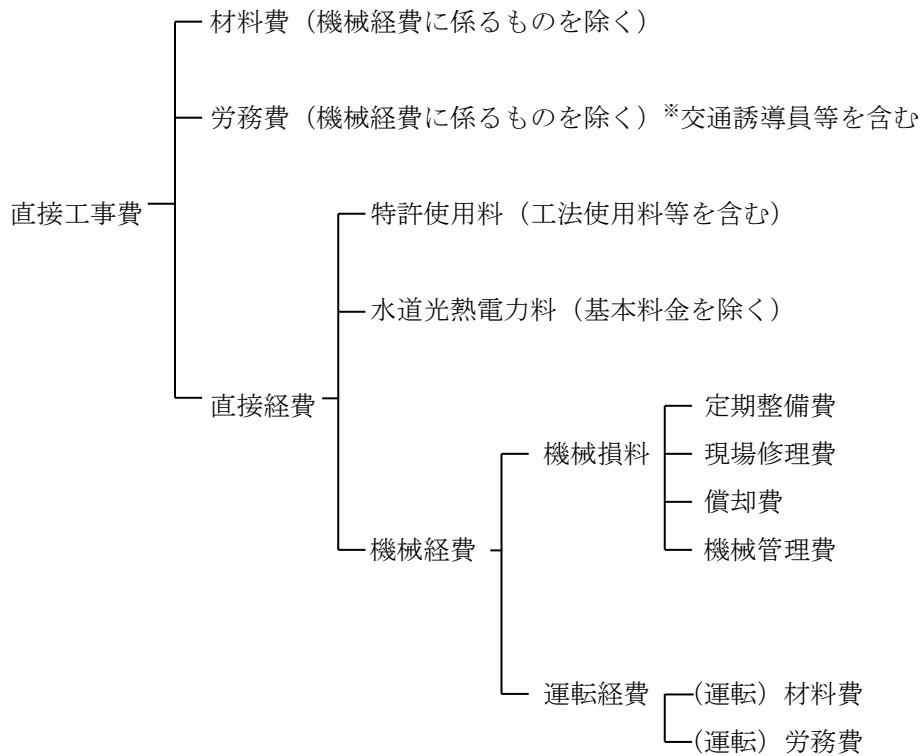 材料費（機械経費に係るものを除く）
労務費（機械経費に係るものを除く）※交通誘導員等を含む
直接工事費
特許使用料（工法使用料等を含む）
水道光熱電力料（基本料金を除く）
直接経費
定期整備費
機械損料
現場修理費
償却費
機械経費
機械管理費
運転経費
（運転）材料費
（運転）労務費